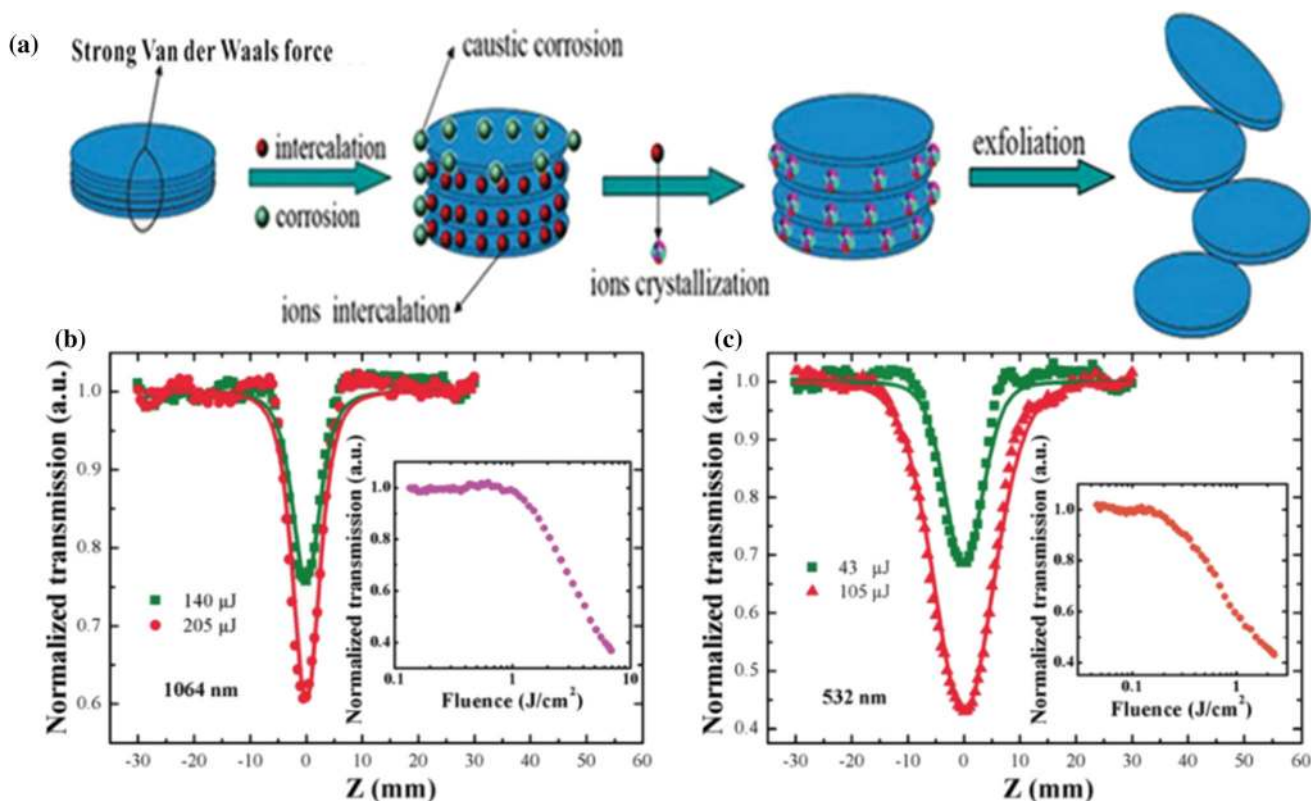 (a)
Strong Van der Waals force
caustic corrosion
intercalation
corrosion
ions intercalation
ions crystallization
exfoliation
(b)
Normalized transmission (a.u.)
1.0
0.9
0.8
0.7
0.6
140 μJ
205 μJ
1064 nm
-30 -20 -10 0 10 20 30 40 50 60
Z (mm)
Normalized transmission (a.u.)
1.0
0.8
0.6
0.4
0.1 1 10
Fluence (J/cm²)
(c)
Normalized transmission (a.u.)
1.0
0.9
0.8
0.7
0.6
0.5
0.4
43 μJ
105 μJ
532 nm
-30 -20 -10 0 10 20 30 40 50 60
Z (mm)
Normalized transmission (a.u.)
1.0
0.8
0.6
0.4
0.1 1
Fluence (J/cm²)